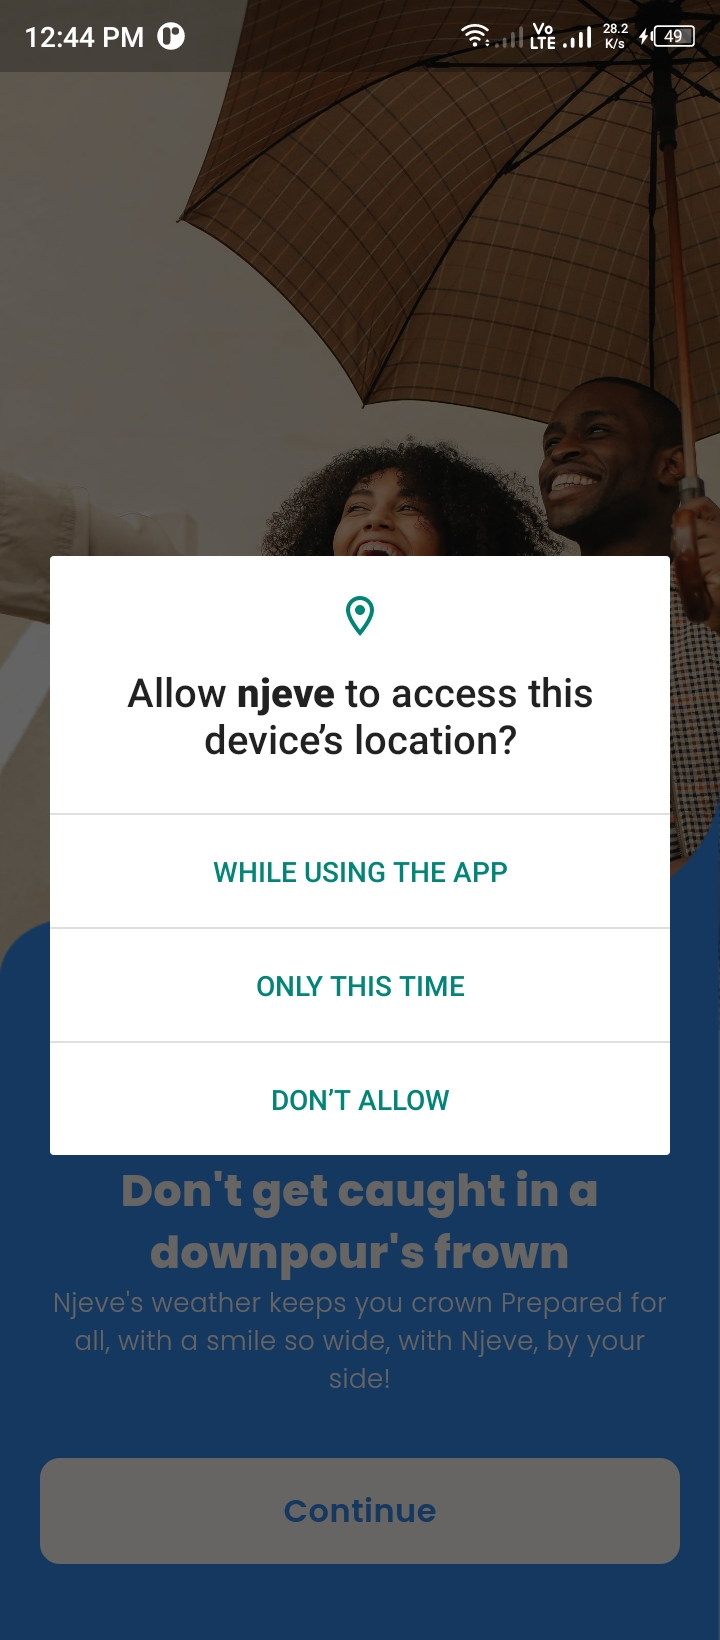 12:44 PM
Vo LTE
28.2 K/s
49
Allow njeve to access this
device’s location?
WHILE USING THE APP
ONLY THIS TIME
DON’T ALLOW
Don't get caught in a
downpour's frown
Njeve's weather keeps you crown Prepared for
all, with a smile so wide, with Njeve, by your
side!
Continue